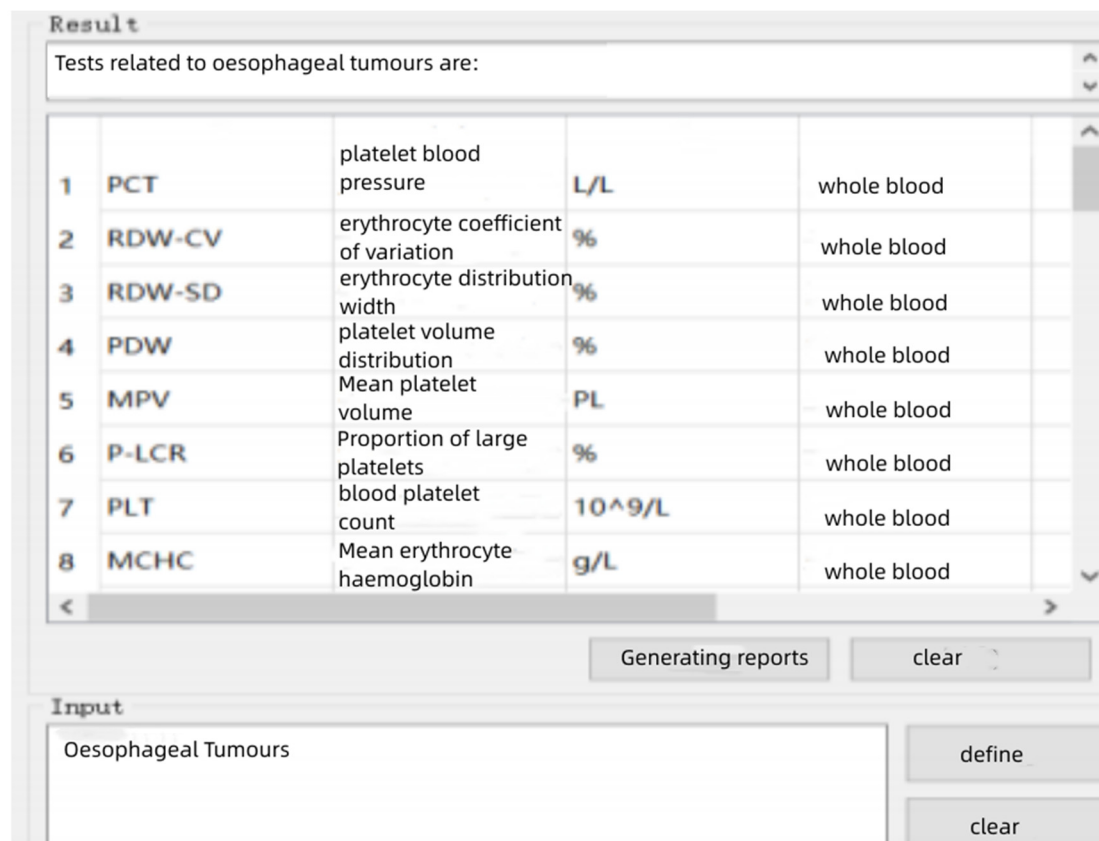 Result
Tests related to oesophageal tumours are:
platelet blood
1 PCT pressure L/L whole blood
erythrocyte coefficient
2 RDW-CV of variation % whole blood
erythrocyte distribution
3 RDW-SD width % whole blood
platelet volume
4 PDW distribution % whole blood
Mean platelet
5 MPV volume PL whole blood
Proportion of large
6 P-LCR platelets % whole blood
blood platelet
7 PLT count 10^9/L whole blood
Mean erythrocyte
8 MCHC haemoglobin g/L whole blood
Generating reports clear
Input
Oesophageal Tumours
define
clear